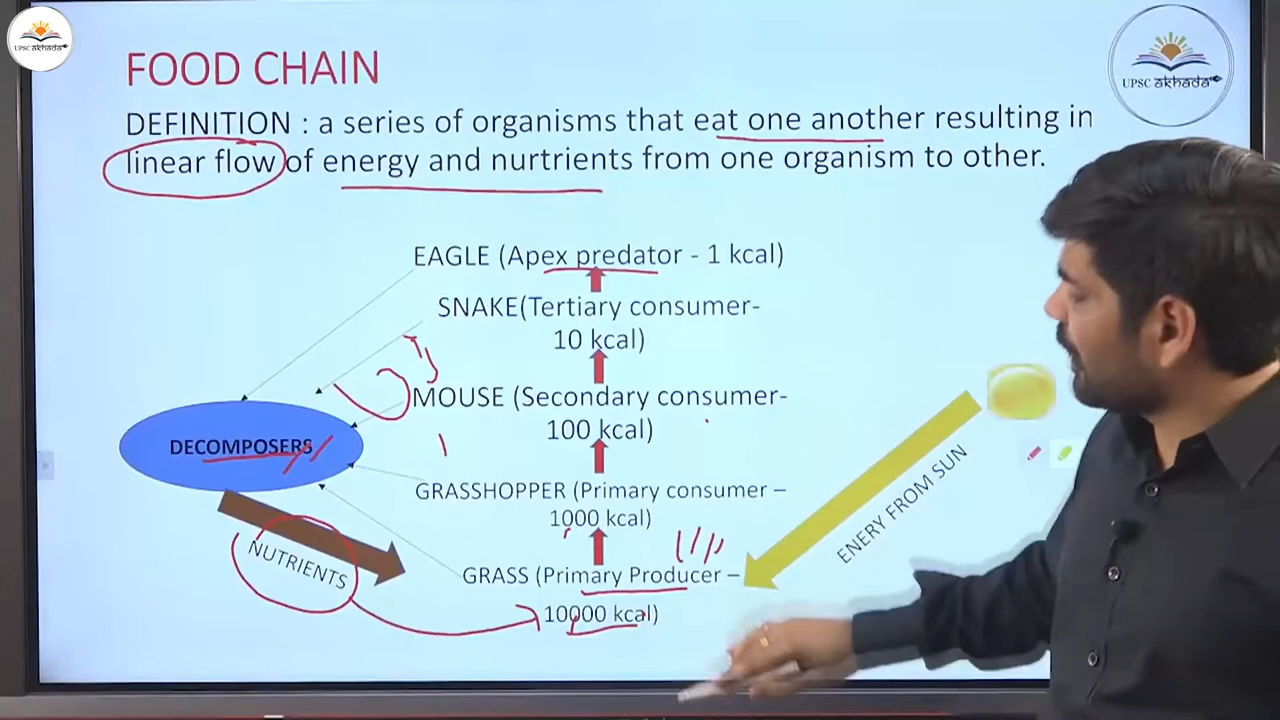 UPSC akhada
UPSC akhada
FOOD CHAIN
DEFINITION : a series of organisms that eat one another resulting in
linear flow of energy and nurtrients from one organism to other.
EAGLE (Apex predator - 1 kcal)
SNAKE(Tertiary consumer-
10 kcal)
MOUSE (Secondary consumer-
100 kcal)
DECOMPOSERS
GRASSHOPPER (Primary consumer –
1000 kcal)
ENERY FROM SUN
NUTRIENTS
GRASS (Primary Producer –
10000 kcal)